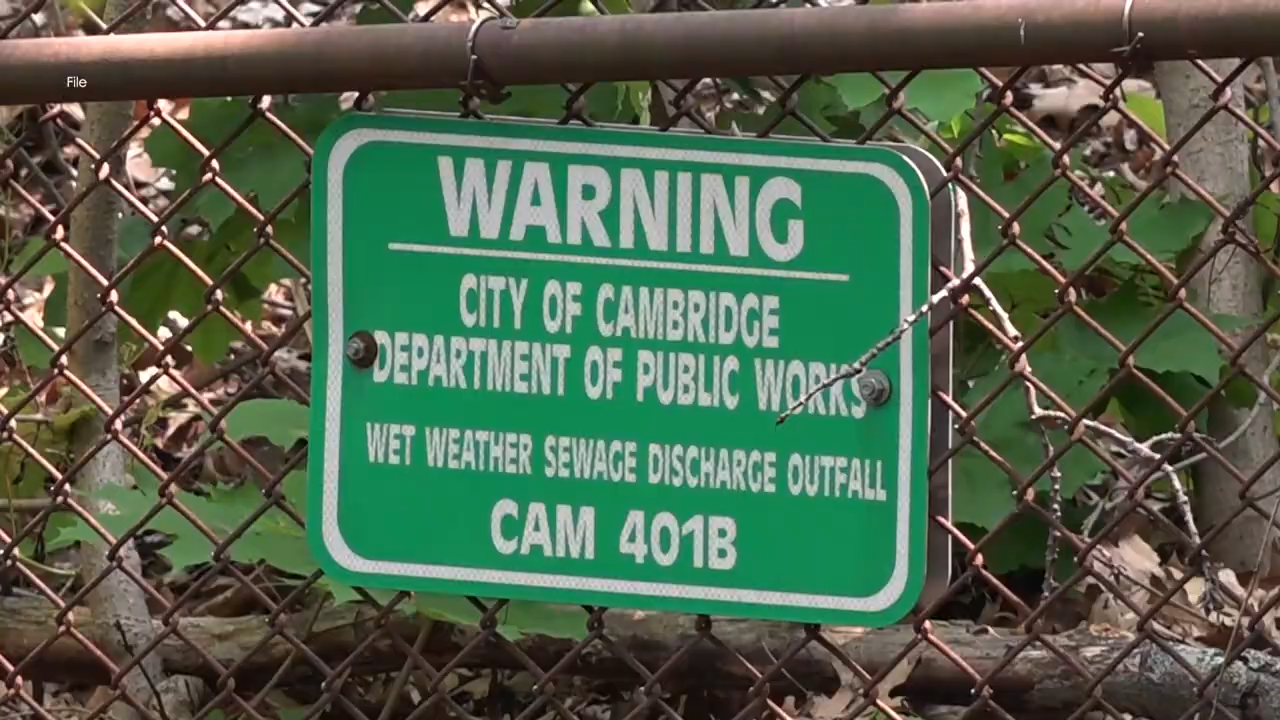 File
WARNING
CITY OF CAMBRIDGE
DEPARTMENT OF PUBLIC WORKS
WET WEATHER SEWAGE DISCHARGE OUTFALL
CAM 401B